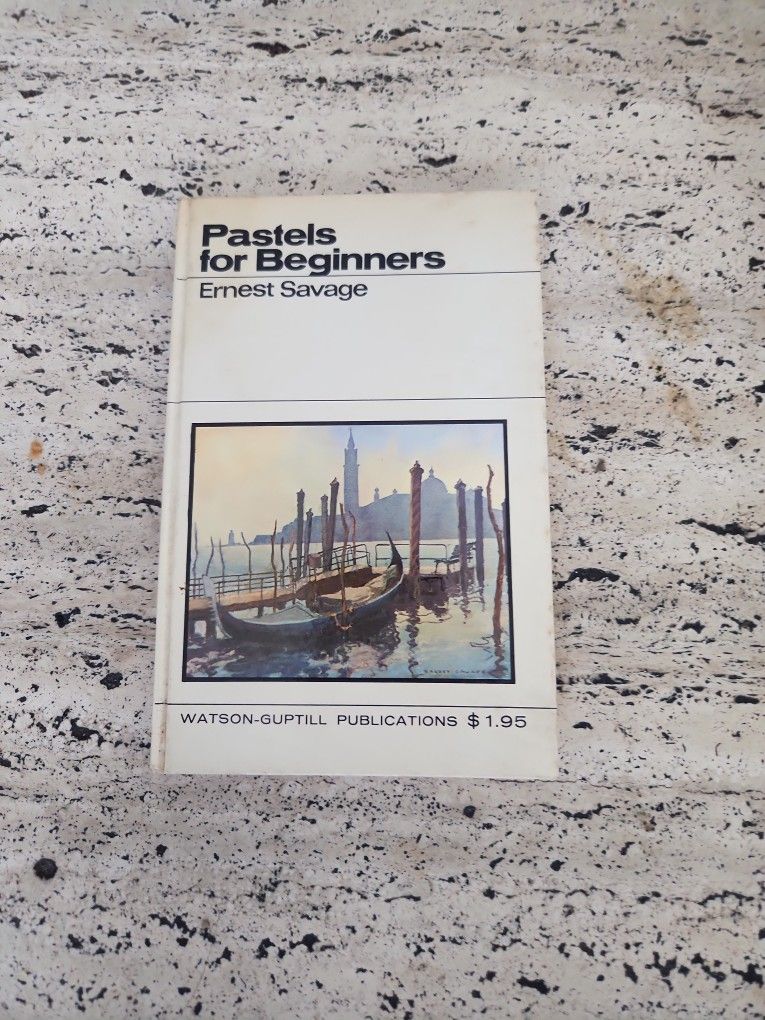 Pastels
for Beginners
Ernest Savage
WATSON-GUPTILL PUBLICATIONS $1.95